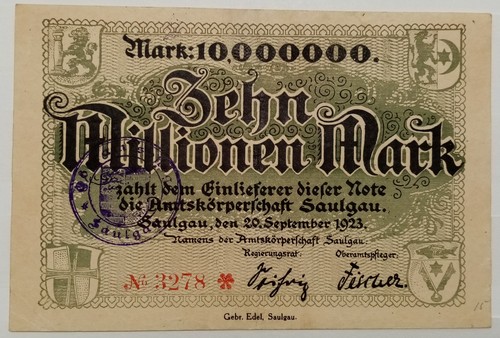 Mark: 10,000000.
Zehn
Millionen Mark
zahlt dem Einlieferer dieser Note
die Amtskörperschaft Saulgau.
Saulgau, den 20. September 1923.
Namens der Amtskörperschaft Saulgau.
Regierungsrat. Oberamtspfleger.
No 3278 Fischer
Saulgau
Gebr. Edel, Saulgau.